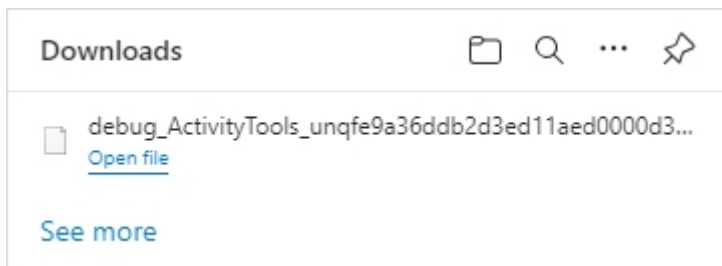 Downloads
debug_ActivityTools_unqfe9a36ddb2d3ed11aed0000d3...
Open file
See more